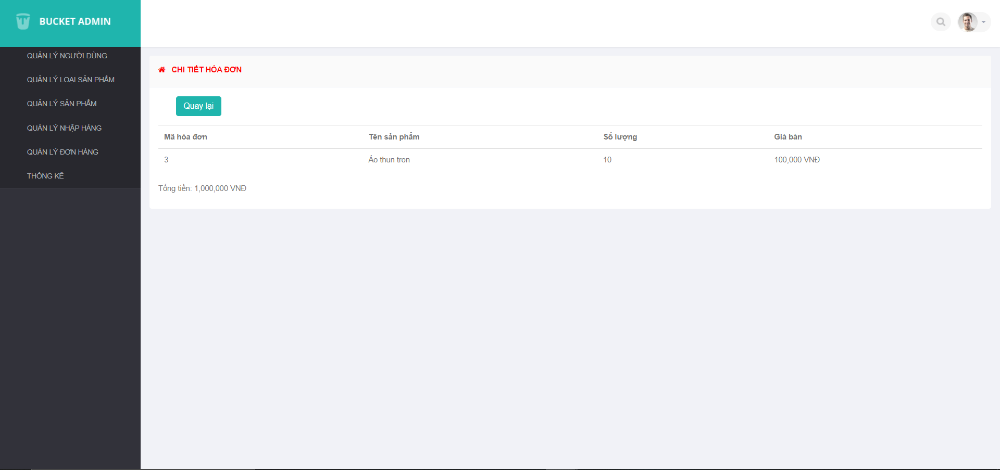 BUCKET ADMIN
QUẢN LÝ NGƯỜI DÙNG
QUẢN LÝ LOẠI SẢN PHẨM
QUẢN LÝ SẢN PHẨM
QUẢN LÝ NHẬP HÀNG
QUẢN LÝ ĐƠN HÀNG
THỐNG KÊ
CHI TIẾT HÓA ĐƠN
Quay lại
Mã hóa đơn Tên sản phẩm Số lượng Giá bán
3 Áo thun tron 10 100,000 VNĐ
Tổng tiền: 1,000,000 VNĐ